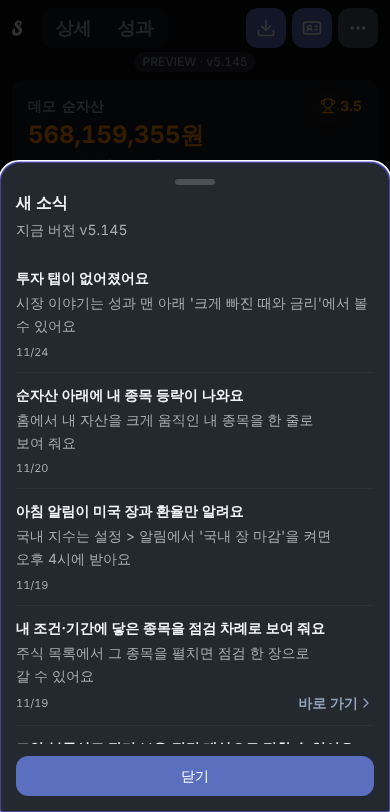 상세 성과
PREVIEW · v5.145
데모 순자산
3.5
568,159,355원
새 소식
지금 버전 v5.145
투자 탭이 없어졌어요
시장 이야기는 성과 맨 아래 '크게 빠진 때와 금리'에서 볼
수 있어요
11/24
순자산 아래에 내 종목 등락이 나와요
홈에서 내 자산을 크게 움직인 내 종목을 한 줄로
보여 줘요
11/20
아침 알림이 미국 장과 환율만 알려요
국내 지수는 설정 > 알림에서 '국내 장 마감'을 켜면
오후 4시에 받아요
11/19
내 조건·기간에 닿은 종목을 점검 차례로 보여 줘요
주식 목록에서 그 종목을 펼치면 점검 한 장으로
갈 수 있어요
11/19
바로 가기
닫기